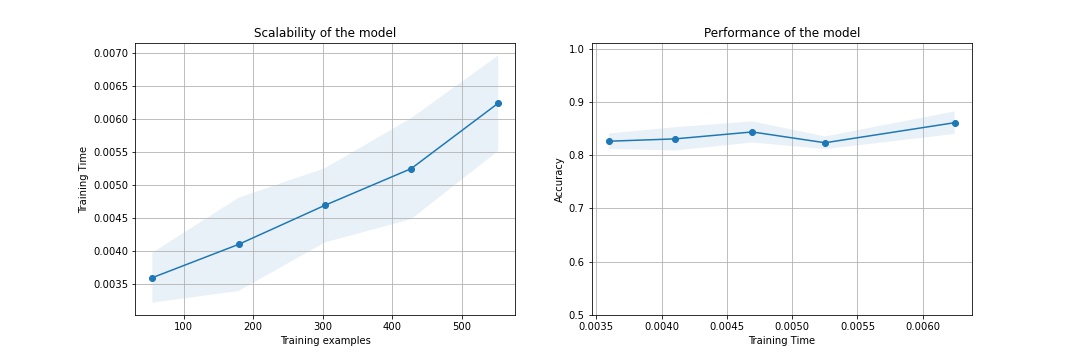 Scalability of the model
0.0070
0.0065
0.0060
0.0055
0.0050
0.0045
0.0040
0.0035
Training Time
100 200 300 400 500
Training examples
Performance of the model
1.0
0.9
0.8
0.7
0.6
0.5
Accuracy
0.0035 0.0040 0.0045 0.0050 0.0055 0.0060
Training Time